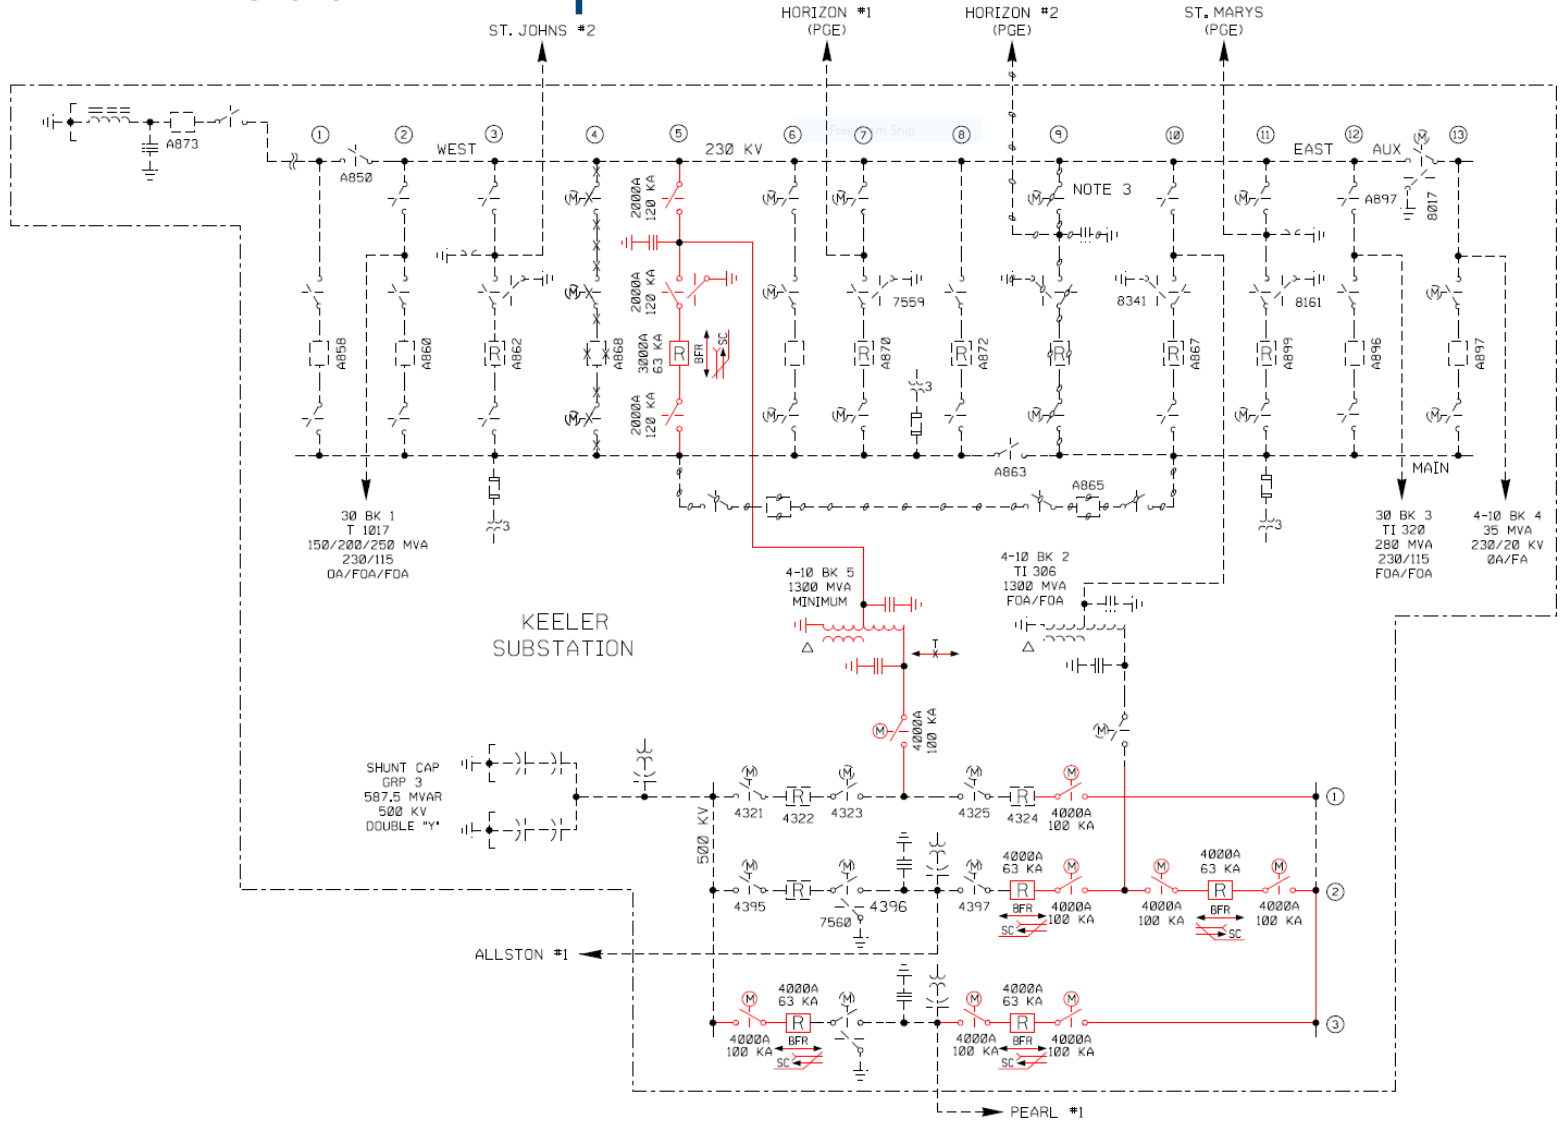 ST. JOHNS #2
HORIZON #1
(PGE)
HORIZON #2
(PGE)
ST. MARYS
(PGE)
A873
1
2
3
4
5
6
7
8
9
10
11
12
13
WEST
230 KV
EAST
AUX
A850
NOTE 3
A897
8017
2000A
120 KA
M
M
M
M
M
M
2000A
120 KA
M
M
M
M
7559
8341
8161
A858
A860
R
A862
A868
3000A
63 KA
R
BFR
SC
R
A870
R
A872
R
R
A867
R
A899
A896
A897
2000A
120 KA
M
M
M
M
M
M
3
A863
MAIN
A865
3
3
30 BK 1
T 1017
150/200/250 MVA
230/115
OA/FOA/FOA
30 BK 3
TI 320
280 MVA
230/115
FOA/FOA
4-10 BK 4
35 MVA
230/20 KV
OA/FA
4-10 BK 5
1300 MVA
MINIMUM
4-10 BK 2
TI 306
1300 MVA
FOA/FOA
KEELER
SUBSTATION
T
X
M
4000A
100 KA
M
SHUNT CAP
GRP 3
587.5 MVAR
500 KV
DOUBLE "Y"
500 KV
M
M
M
M
R
R
4321
4322
4323
4325
4324
4000A
100 KA
1
4000A
63 KA
4000A
63 KA
M
M
M
M
M
M
R
R
R
4395
7560
4396
4397
BFR
SC
4000A
100 KA
4000A
100 KA
BFR
SC
4000A
100 KA
2
ALLSTON #1
4000A
63 KA
4000A
63 KA
M
M
M
M
R
R
4000A
100 KA
BFR
SC
4000A
100 KA
BFR
SC
4000A
100 KA
3
PEARL #1